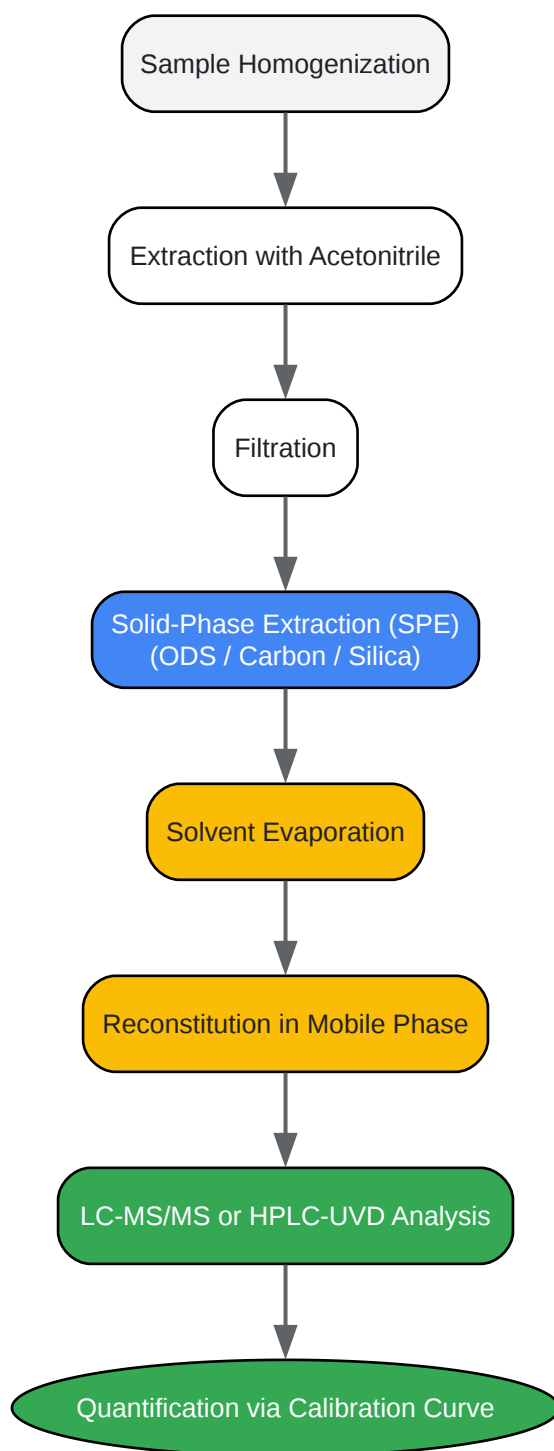 Sample Homogenization
Extraction with Acetonitrile
Filtration
Solid-Phase Extraction (SPE)
(ODS / Carbon / Silica)
Solvent Evaporation
Reconstitution in Mobile Phase
LC-MS/MS or HPLC-UVD Analysis
Quantification via Calibration Curve